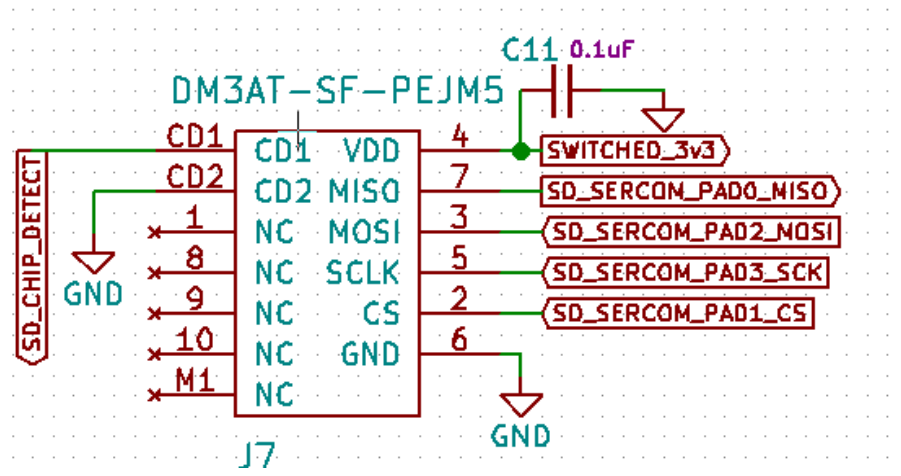 C11 0.1uF
DM3AT-SF-PEJM5
CD1 CD1 VDD 4 SWITCHED_3v3
CD2 CD2 MISO 7 SD_SERCOM_PAD0_MISO
1 NC MOSI 3 SD_SERCOM_PAD2_MOSI
8 NC SCLK 5 SD_SERCOM_PAD3_SCK
9 NC CS 2 SD_SERCOM_PAD1_CS
10 NC GND 6
M1 NC
SD_CHIP_DETECT
GND
GND
J7